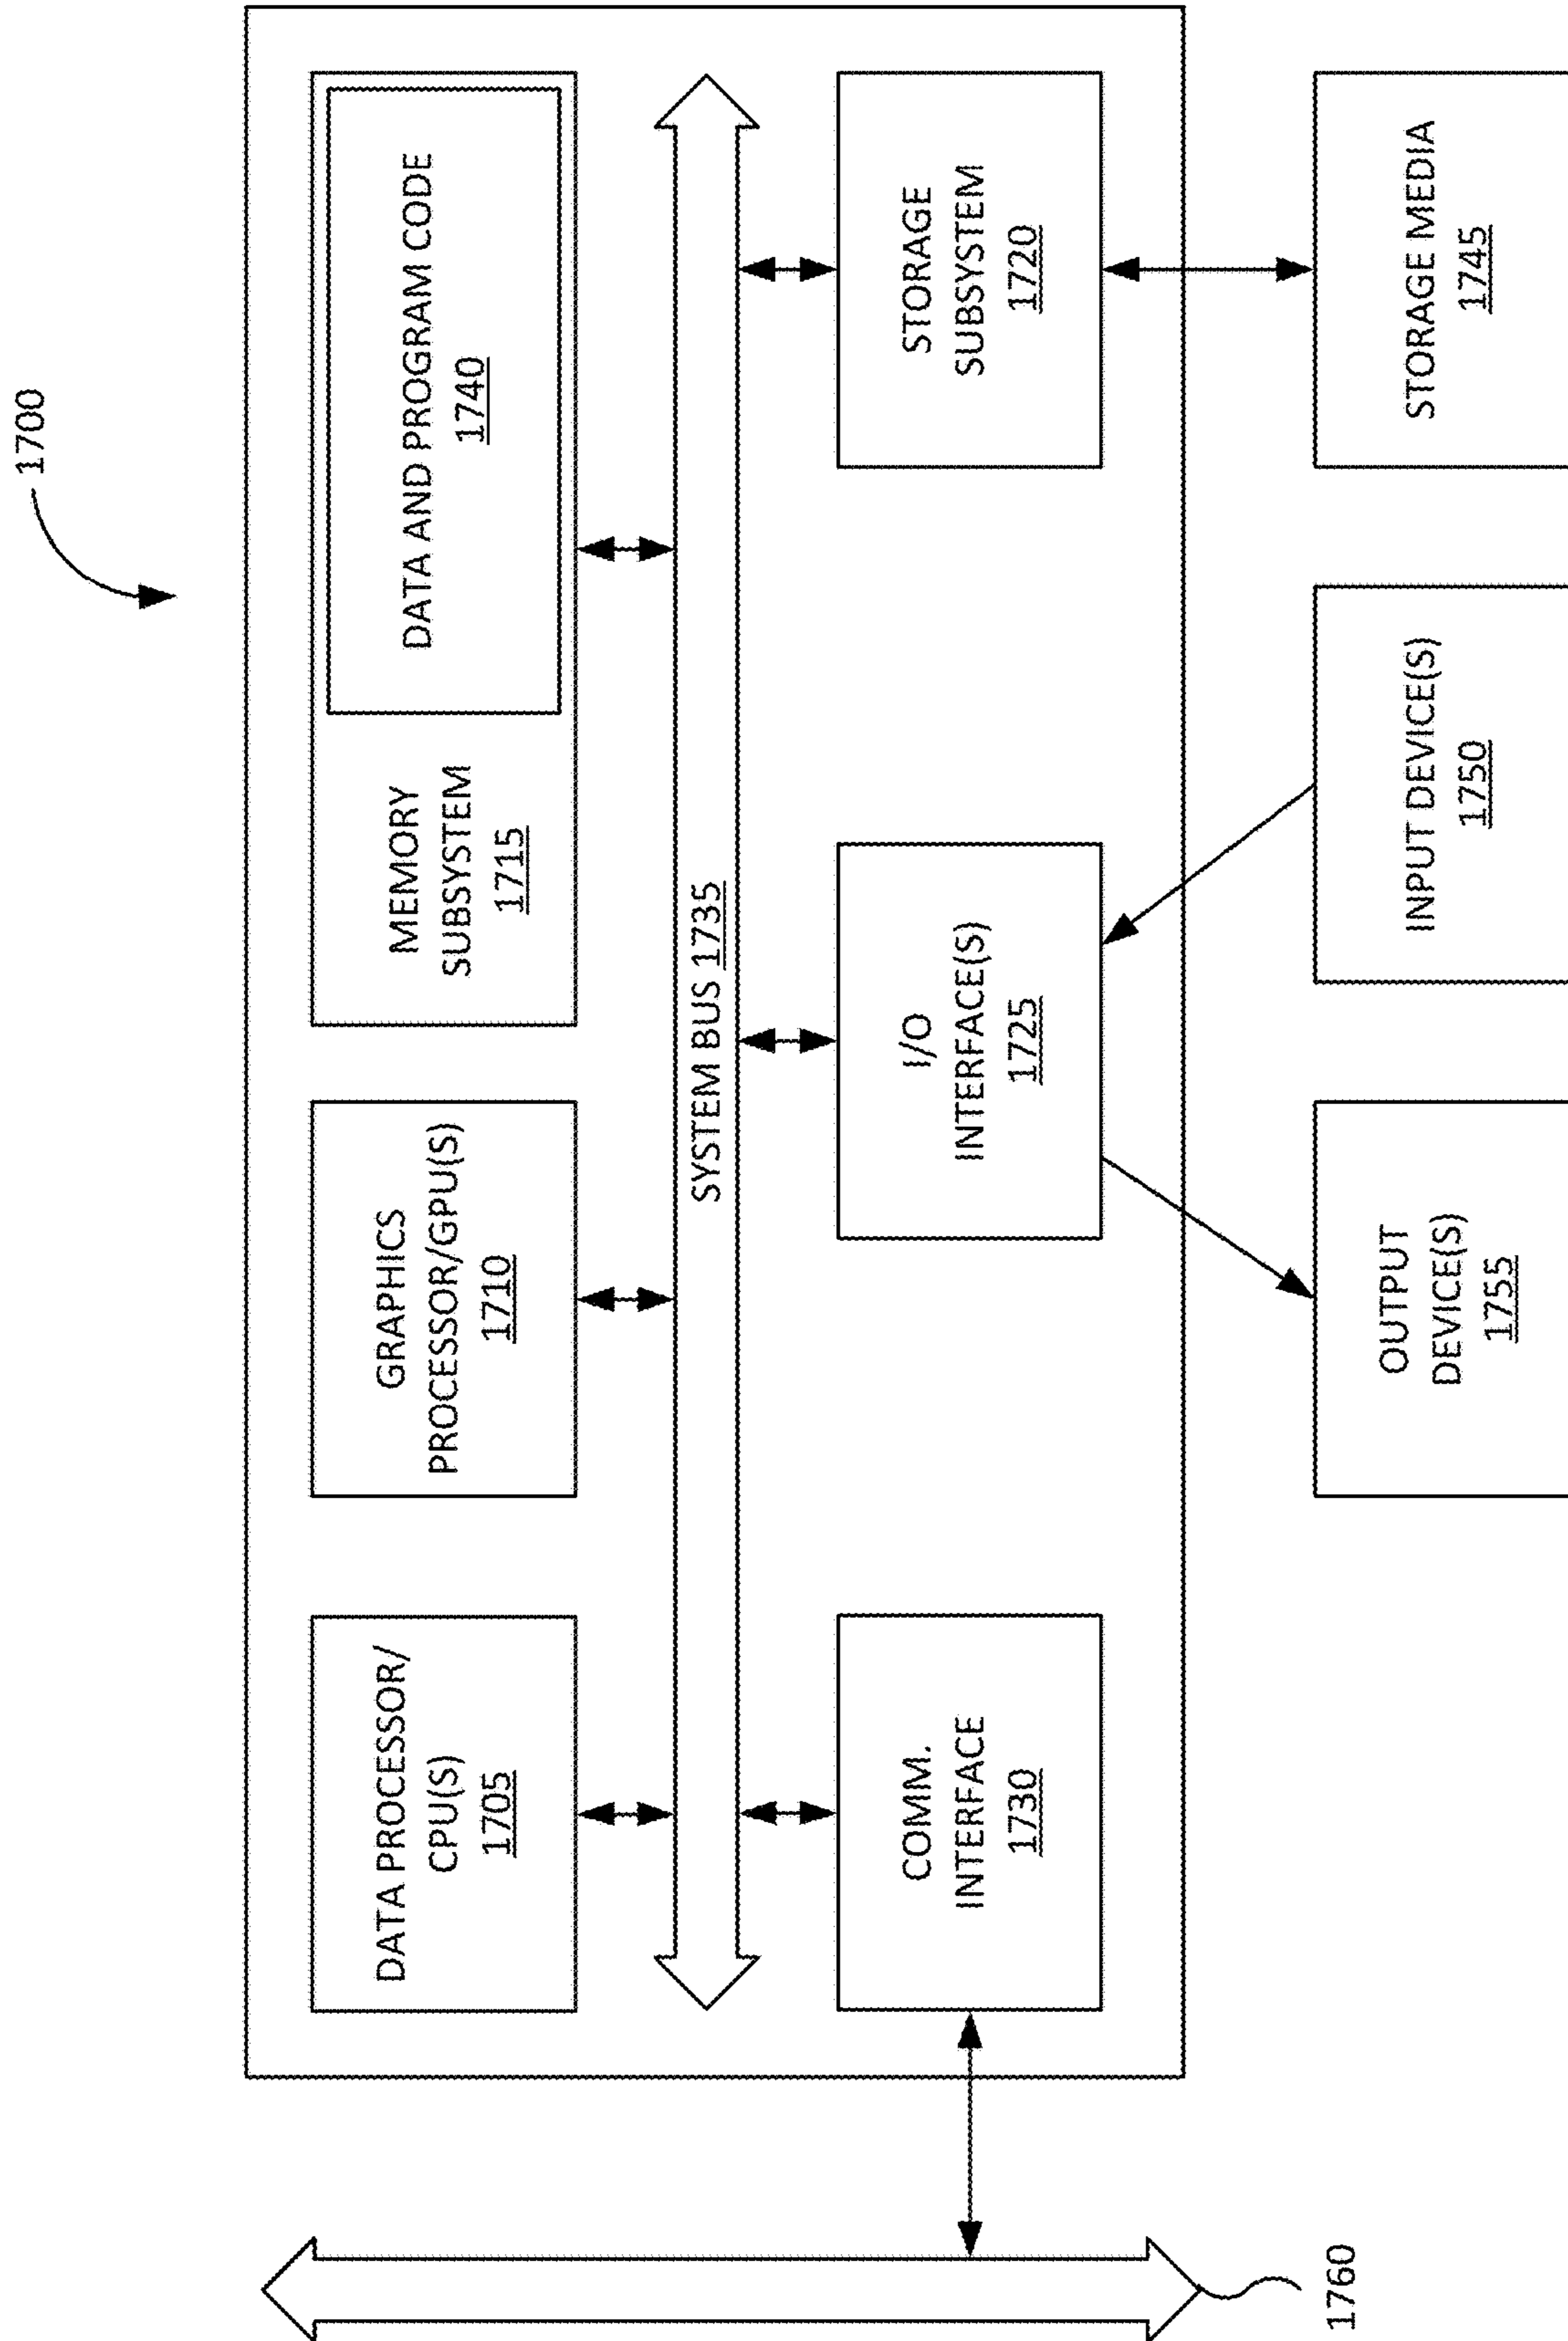 1700
DATA PROCESSOR/
CPU(S)
1705
GRAPHICS
PROCESSOR/GPU(S)
1710
MEMORY
SUBSYSTEM
1715
DATA AND PROGRAM CODE
1740
SYSTEM BUS 1735
COMM.
INTERFACE
1730
I/O
INTERFACE(S)
1725
STORAGE
SUBSYSTEM
1720
1760
OUTPUT
DEVICE(S)
1755
INPUT DEVICE(S)
1750
STORAGE MEDIA
1745